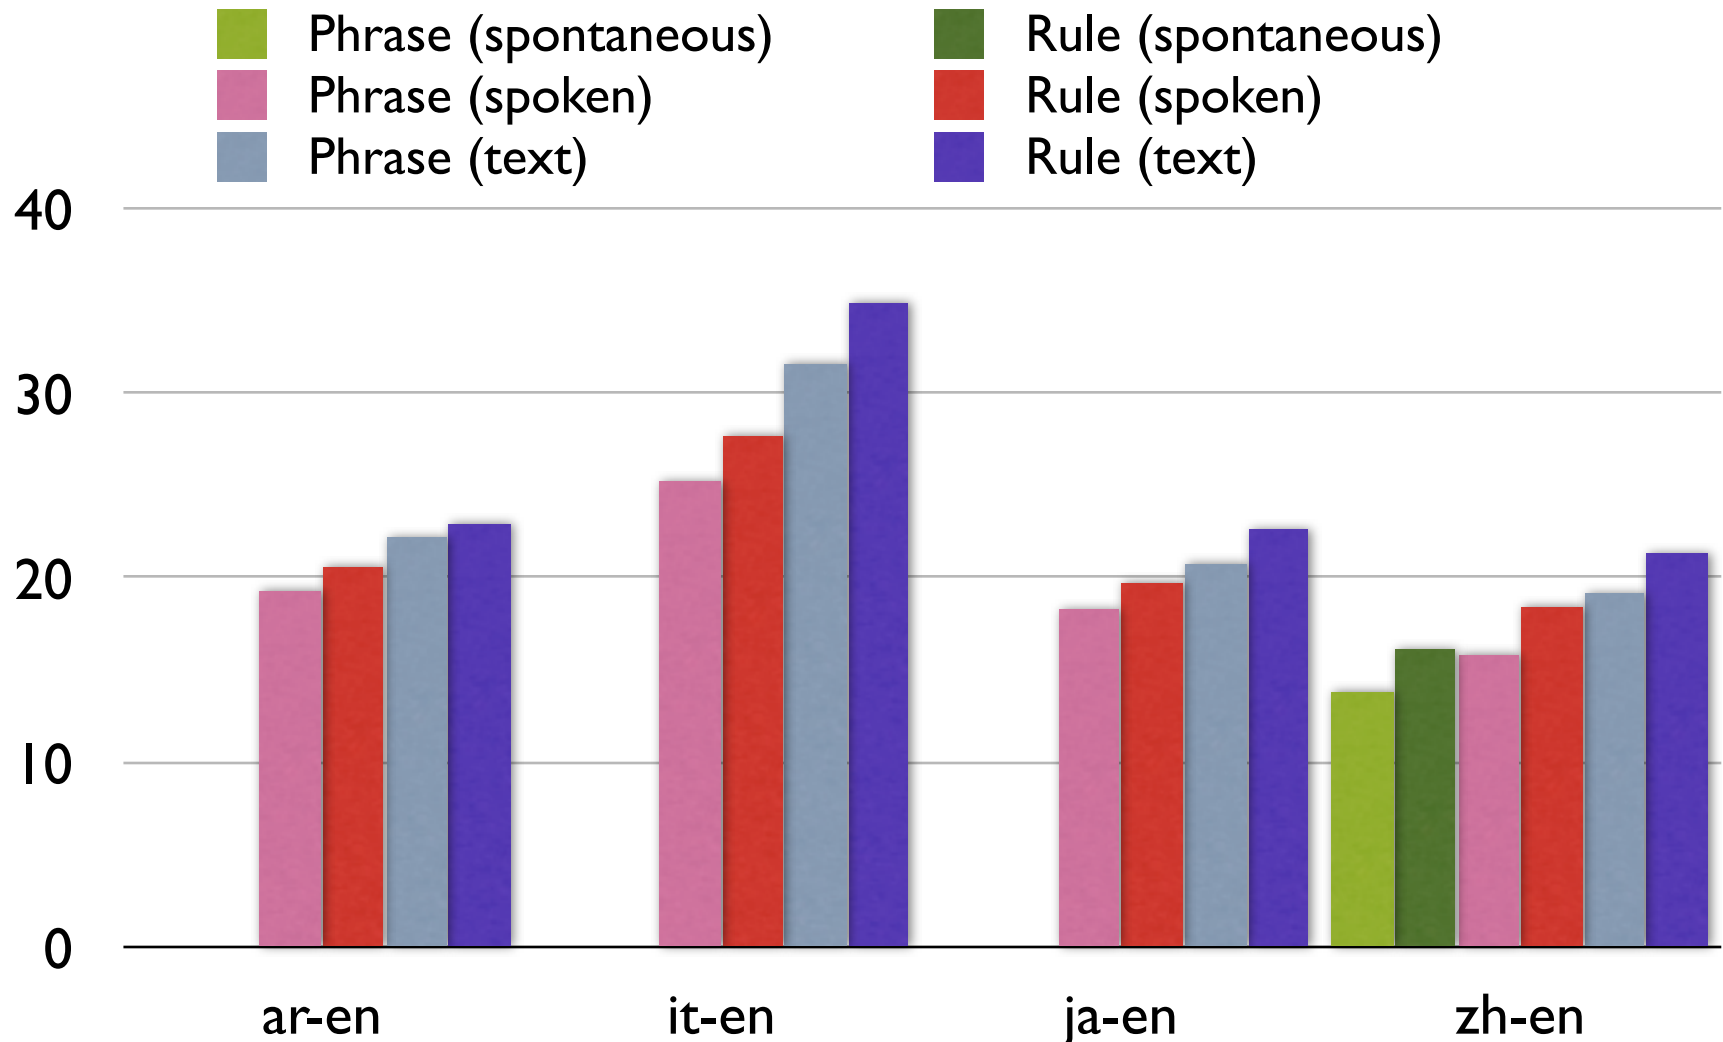 Phrase (spontaneous) Rule (spontaneous)
Phrase (spoken) Rule (spoken)
Phrase (text) Rule (text)
40
30
20
10
0
ar-en it-en ja-en zh-en